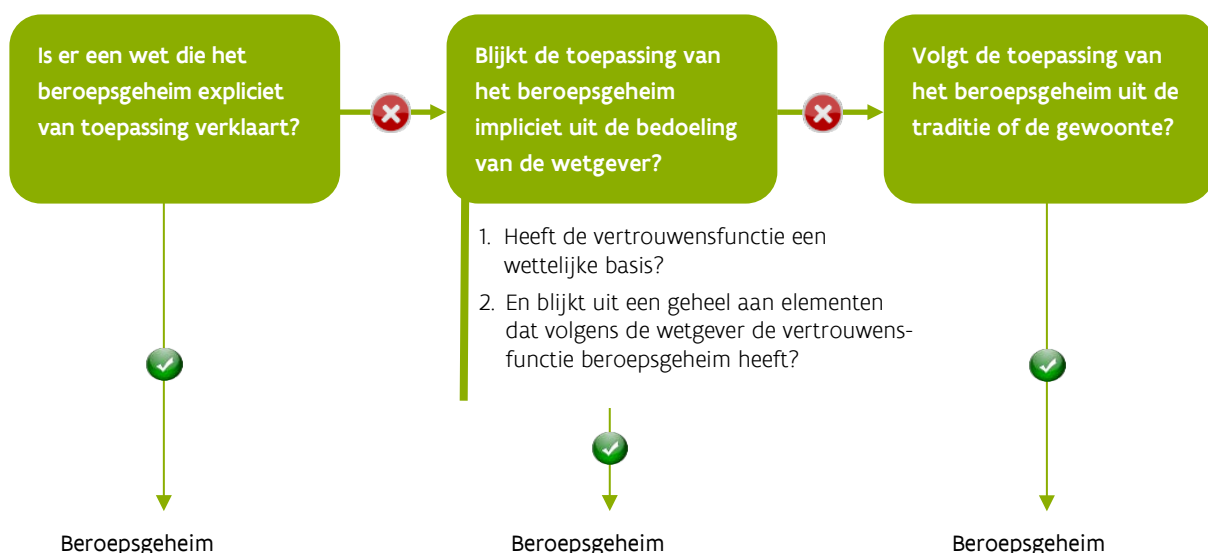 Is er een wet die het
beroepsgeheim expliciet
van toepassing verklaart?
Blijkt de toepassing van
het beroepsgeheim
impliciet uit de bedoeling
van de wetgever?
Volgt de toepassing van
het beroepsgeheim uit de
traditie of de gewoonte?
1. Heeft de vertrouwensfunctie een
wettelijke basis?
2. En blijkt uit een geheel aan elementen
dat volgens de wetgever de vertrouwens-
functie beroepsgeheim heeft?
Beroepsgeheim
Beroepsgeheim
Beroepsgeheim